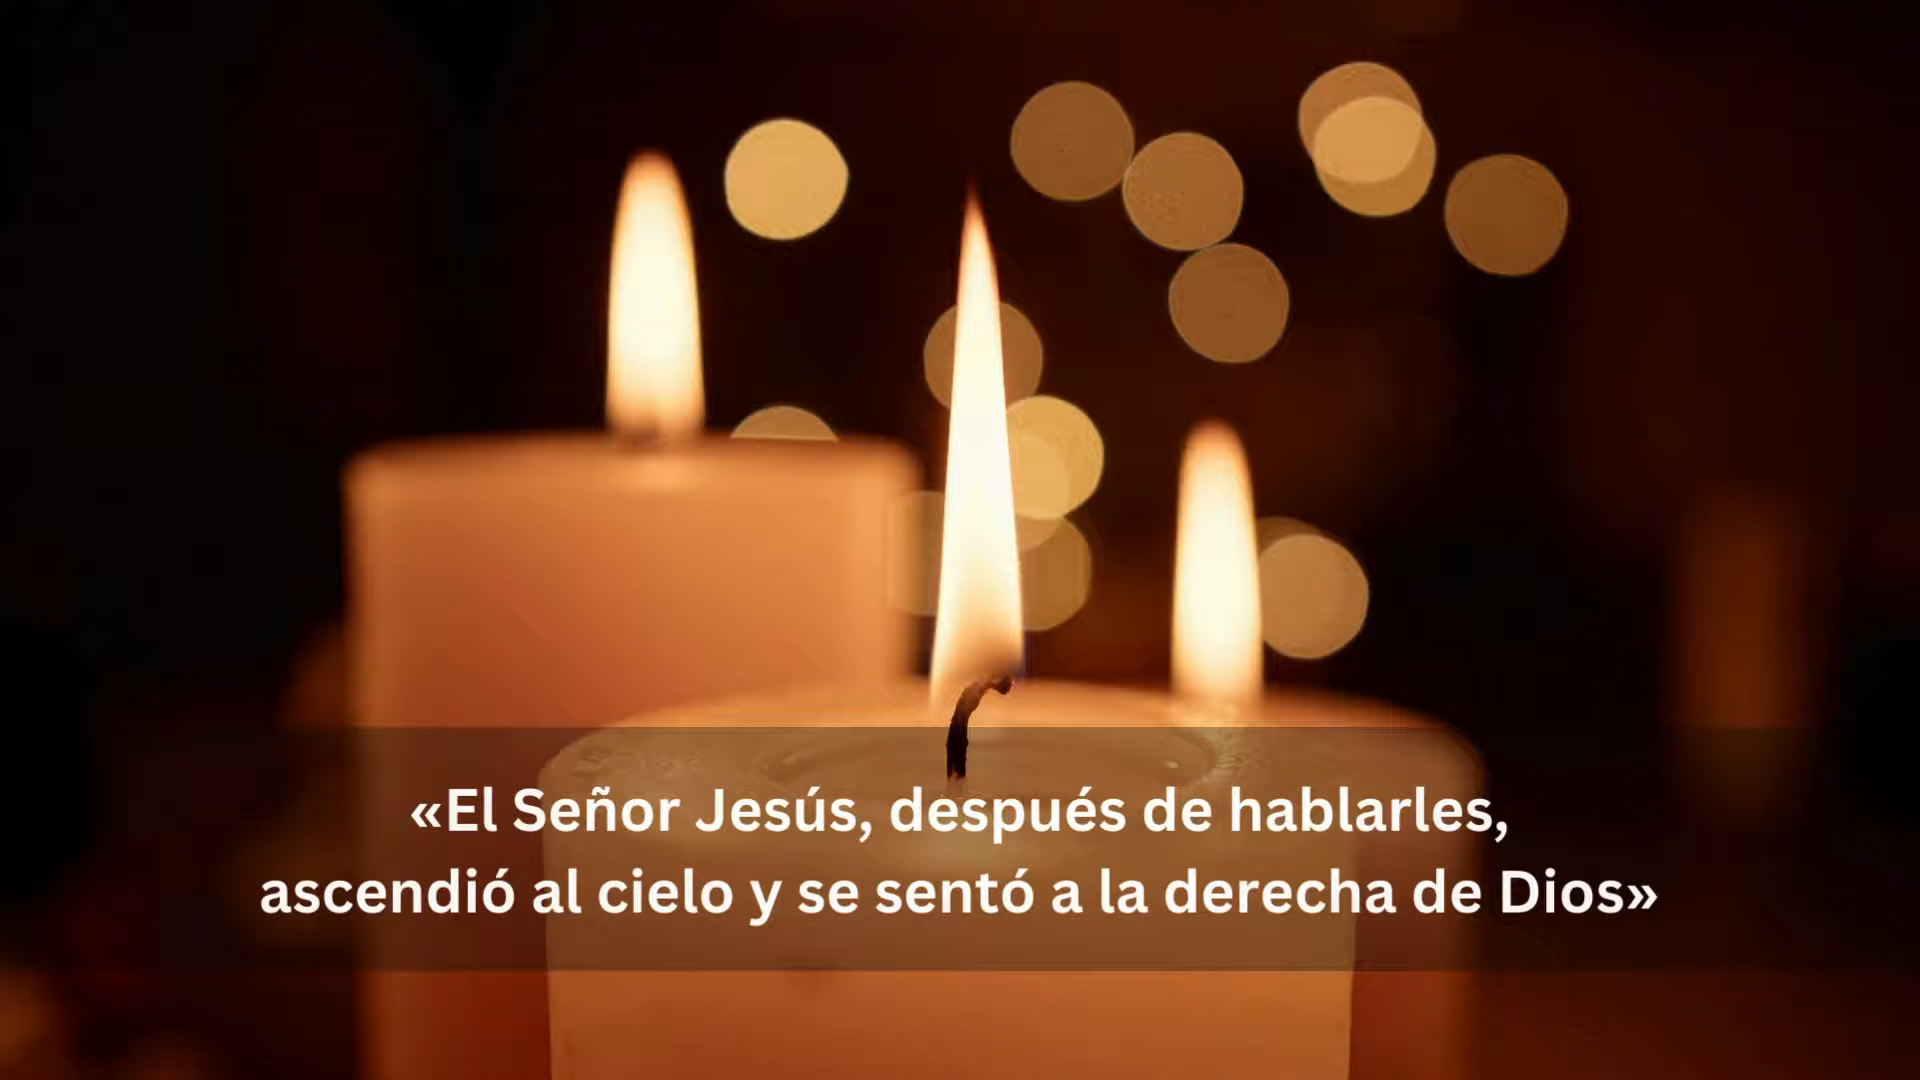 «El Señor Jesús, después de hablarles,
ascendió al cielo y se sentó a la derecha de Dios»